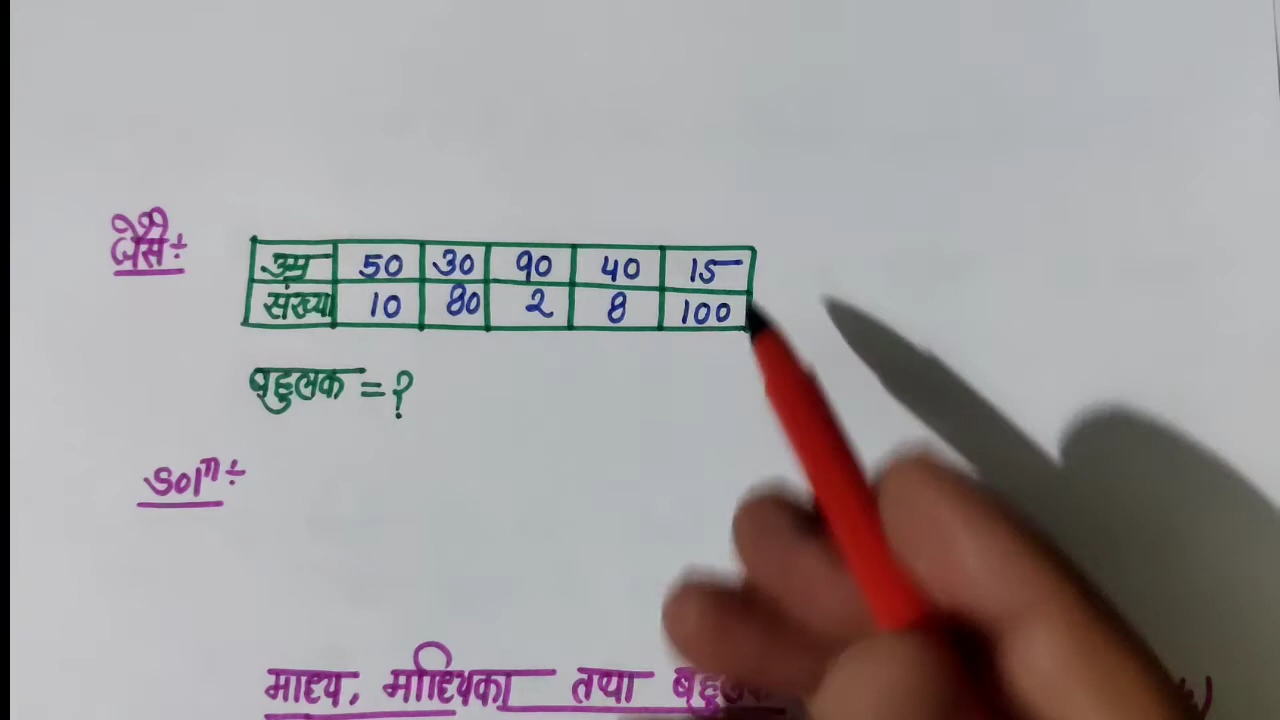 जैसे÷
उम्र 50 30 90 40 15
संख्या 10 80 2 8 100
बहुलक = ?
Solⁿ÷
माध्य, माध्यिका तथा